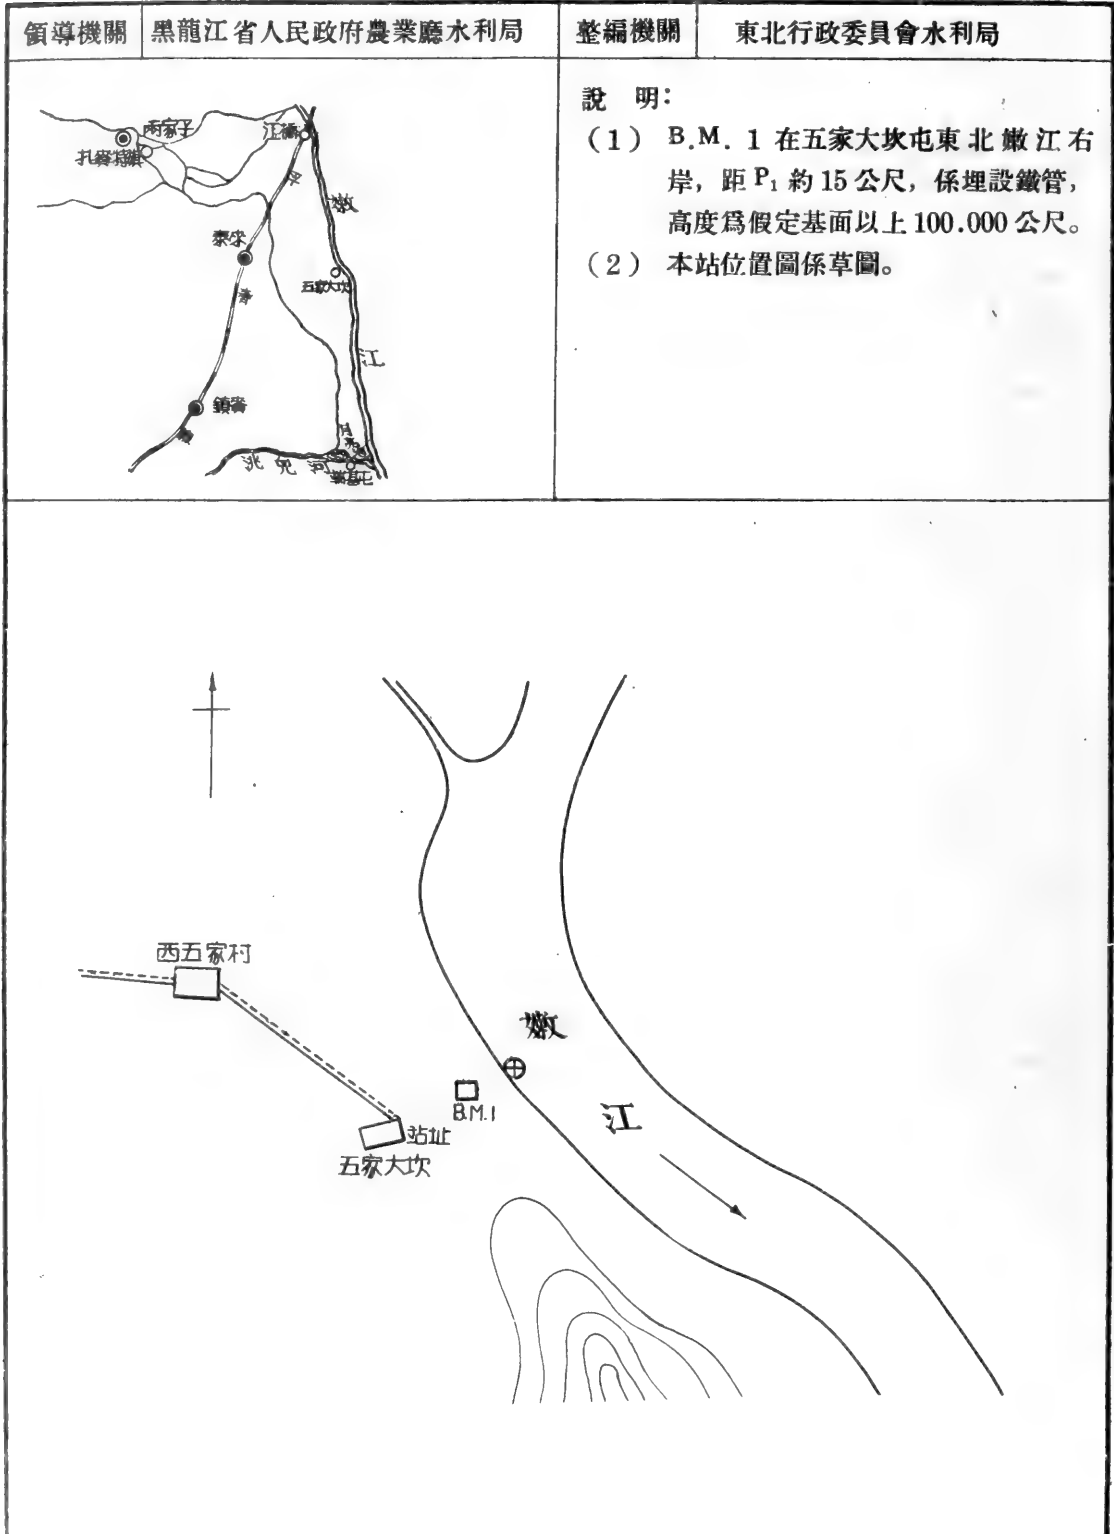 領導機關 黑龍江省人民政府農業廳水利局 整編機關 東北行政委員會水利局
說 明:
(1) B.M. 1 在五家大坎屯東北嫩江右
岸，距 P₁ 約 15 公尺，係埋設鐵管，
高度爲假定基面以上 100.000 公尺。
(2) 本站位置圖係草圖。
兩家子
江橋
扎賚特旗
嫩
泰來
五家大坎
江
鎮賚
洮兒河
西五家村
嫩
B.M.1
江
站址
五家大坎